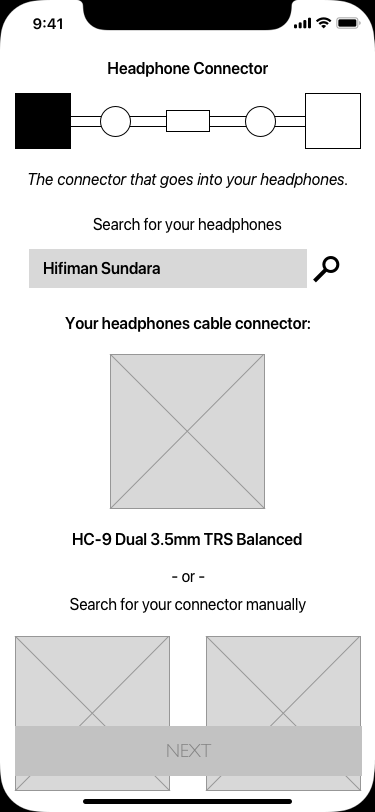 9:41
Headphone Connector
The connector that goes into your headphones.
Search for your headphones
Hifiman Sundara
Your headphones cable connector:
HC-9 Dual 3.5mm TRS Balanced
- or -
Search for your connector manually
NEXT